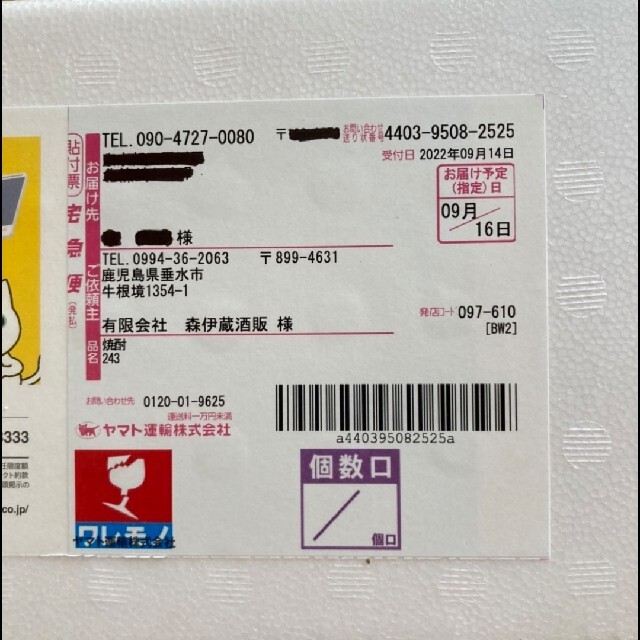 貼付票
宅急便
(発払)
お届け先
TEL.090-4727-0080
〒
お問い合わせ
送り状番号
4403-9508-2525
受付日 2022年09月14日
お届け予定
(指定)日
09月
16日
様
ご依頼主
TEL.0994-36-2063 〒899-4631
鹿児島県垂水市
牛根境1354-1
有限会社 森伊蔵酒販 様
発店コード 097-610
[BW2]
品名
焼酎
243
お問い合わせ先 0120-01-9625
運送料一万円未満
ヤマト運輸株式会社
a440395082525a
3333
co.jp/
ワレモノ
ヤマト運輸株式会社
個数口
個口